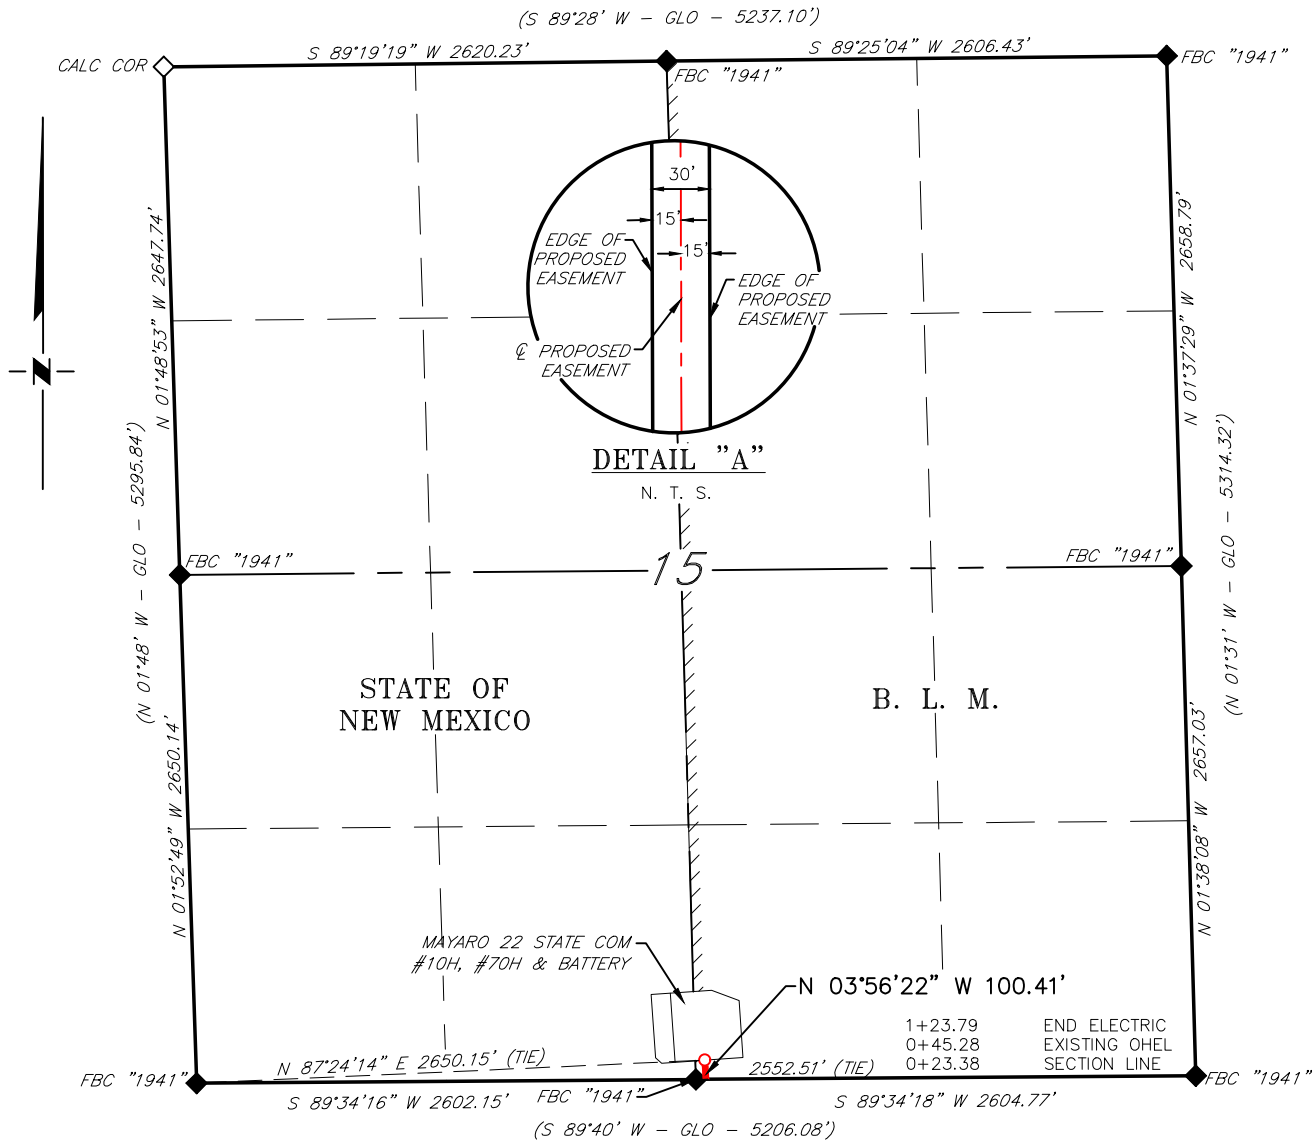 (S 89°28' W - GLO - 5237.10')
S 89°19'19" W 2620.23'
S 89°25'04" W 2606.43'
CALC COR
FBC "1941"
FBC "1941"
30'
15'
15'
EDGE OF
PROPOSED
EASEMENT
EDGE OF
PROPOSED
EASEMENT
℄ PROPOSED
EASEMENT
N 01°48'53" W 2647.74'
N 01°37'29" W 2658.79'
N
(N 01°48' W - GLO - 5295.84')
(N 01°31' W - GLO - 5314.32')
DETAIL "A"
N. T. S.
FBC "1941"
15
FBC "1941"
STATE OF
NEW MEXICO
B. L. M.
N 01°52'49" W 2650.14'
N 01°38'08" W 2657.03'
MAYARO 22 STATE COM
#10H, #70H & BATTERY
N 03°56'22" W 100.41'
1+23.79 END ELECTRIC
0+45.28 EXISTING OHEL
0+23.38 SECTION LINE
N 87°24'14" E 2650.15' (TIE)
2552.51' (TIE)
FBC "1941"
FBC "1941"
FBC "1941"
S 89°34'16" W 2602.15'
S 89°34'18" W 2604.77'
(S 89°40' W - GLO - 5206.08')